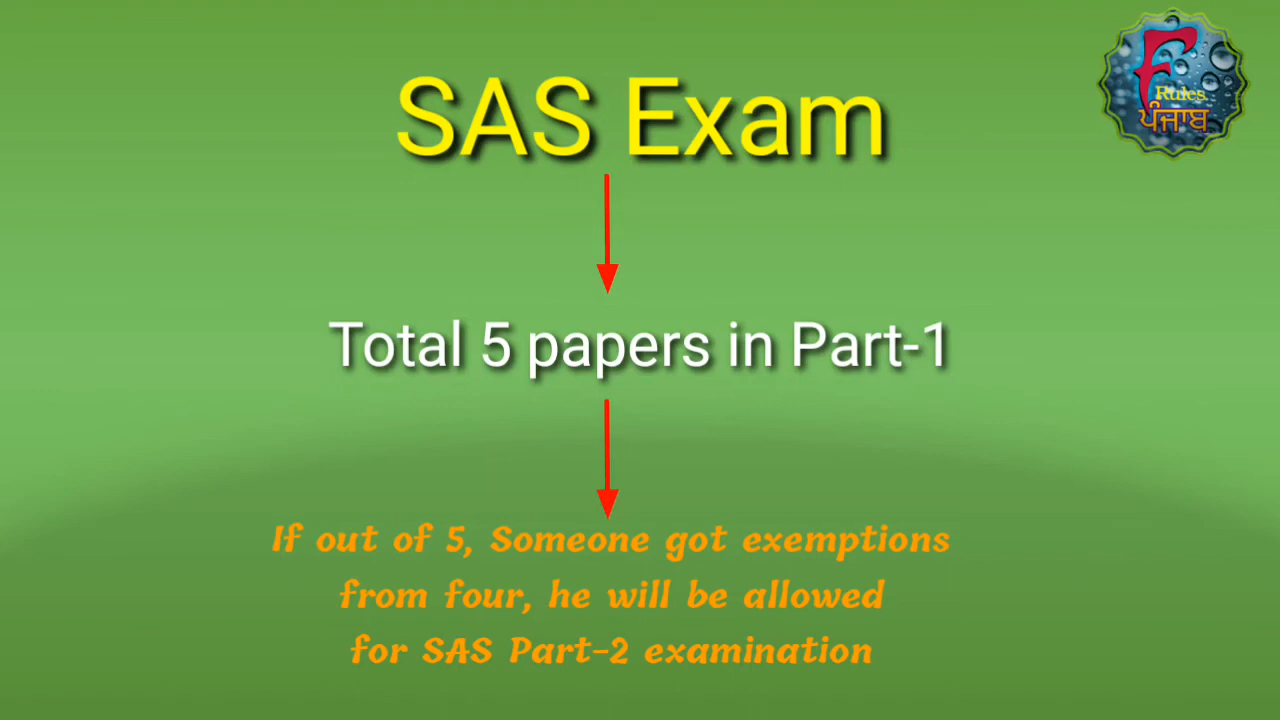 SAS Exam
F
Rules
ਪੰਜਾਬ
Total 5 papers in Part-1
If out of 5, Someone got exemptions
from four, he will be allowed
for SAS Part-2 examination